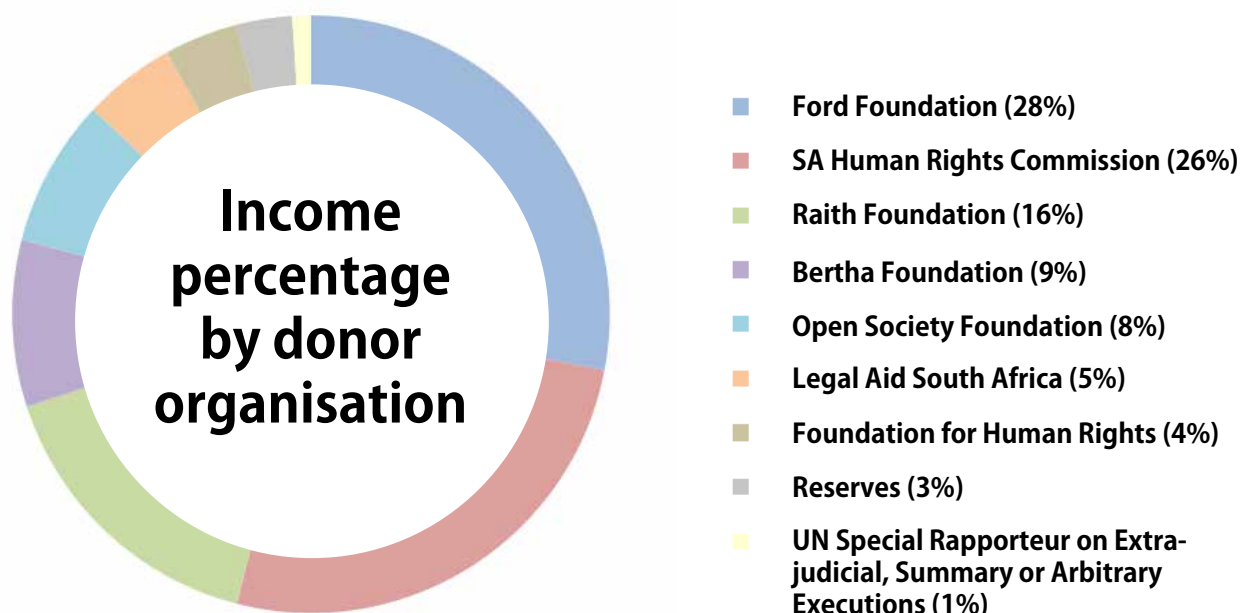 Income
percentage
by donor
organisation
Ford Foundation (28%)
SA Human Rights Commission (26%)
Raith Foundation (16%)
Bertha Foundation (9%)
Open Society Foundation (8%)
Legal Aid South Africa (5%)
Foundation for Human Rights (4%)
Reserves (3%)
UN Special Rapporteur on Extra-
judicial, Summary or Arbitrary
Executions (1%)